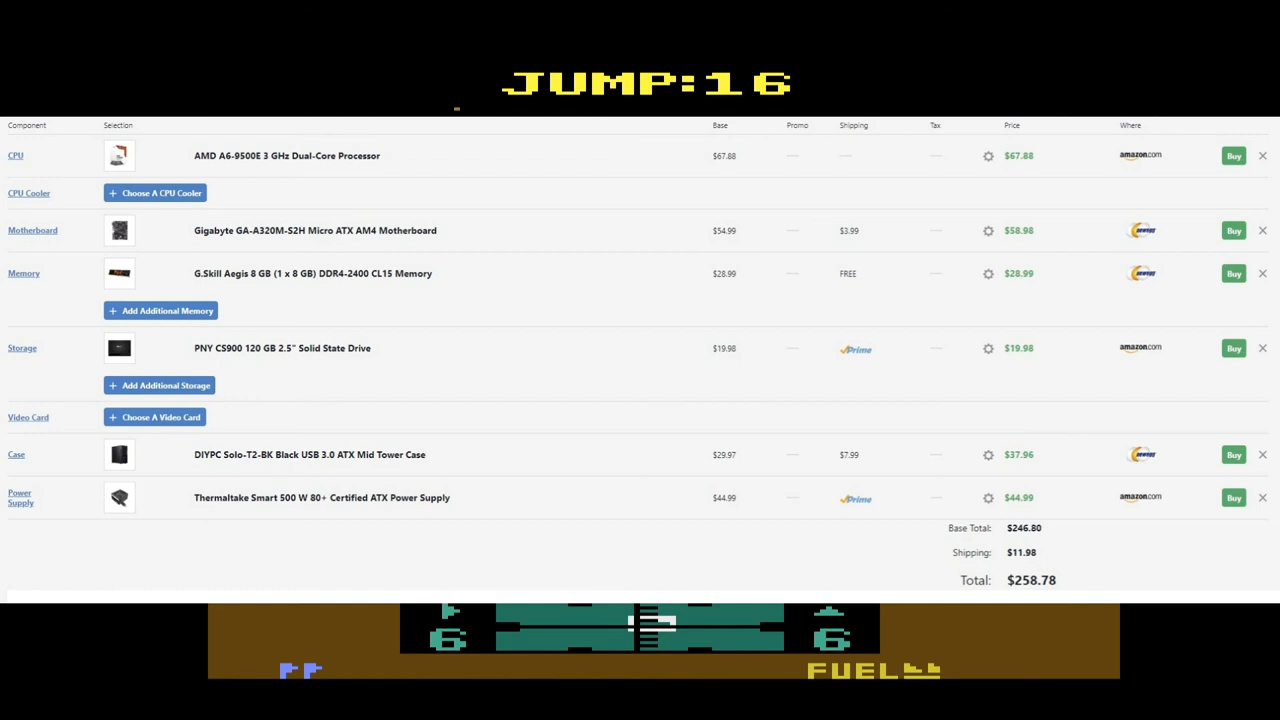 JUMP:16
Component Selection Base Promo Shipping Tax Price Where
CPU AMD A6-9500E 3 GHz Dual-Core Processor $67.88 — — — $67.88 amazon.com Buy
CPU Cooler + Choose A CPU Cooler
Motherboard Gigabyte GA-A320M-S2H Micro ATX AM4 Motherboard $54.99 — $3.99 — $58.98 Buy
Memory G.Skill Aegis 8 GB (1 x 8 GB) DDR4-2400 CL15 Memory $28.99 — FREE — $28.99 Buy
+ Add Additional Memory
Storage PNY CS900 120 GB 2.5" Solid State Drive $19.98 — Prime — $19.98 amazon.com Buy
+ Add Additional Storage
Video Card + Choose A Video Card
Case DIYPC Solo-T2-BK Black USB 3.0 ATX Mid Tower Case $29.97 — $7.99 — $37.96 Buy
Power Supply Thermaltake Smart 500 W 80+ Certified ATX Power Supply $44.99 — Prime — $44.99 amazon.com Buy
Base Total: $246.80
Shipping: $11.98
Total: $258.78
6 6
FUEL